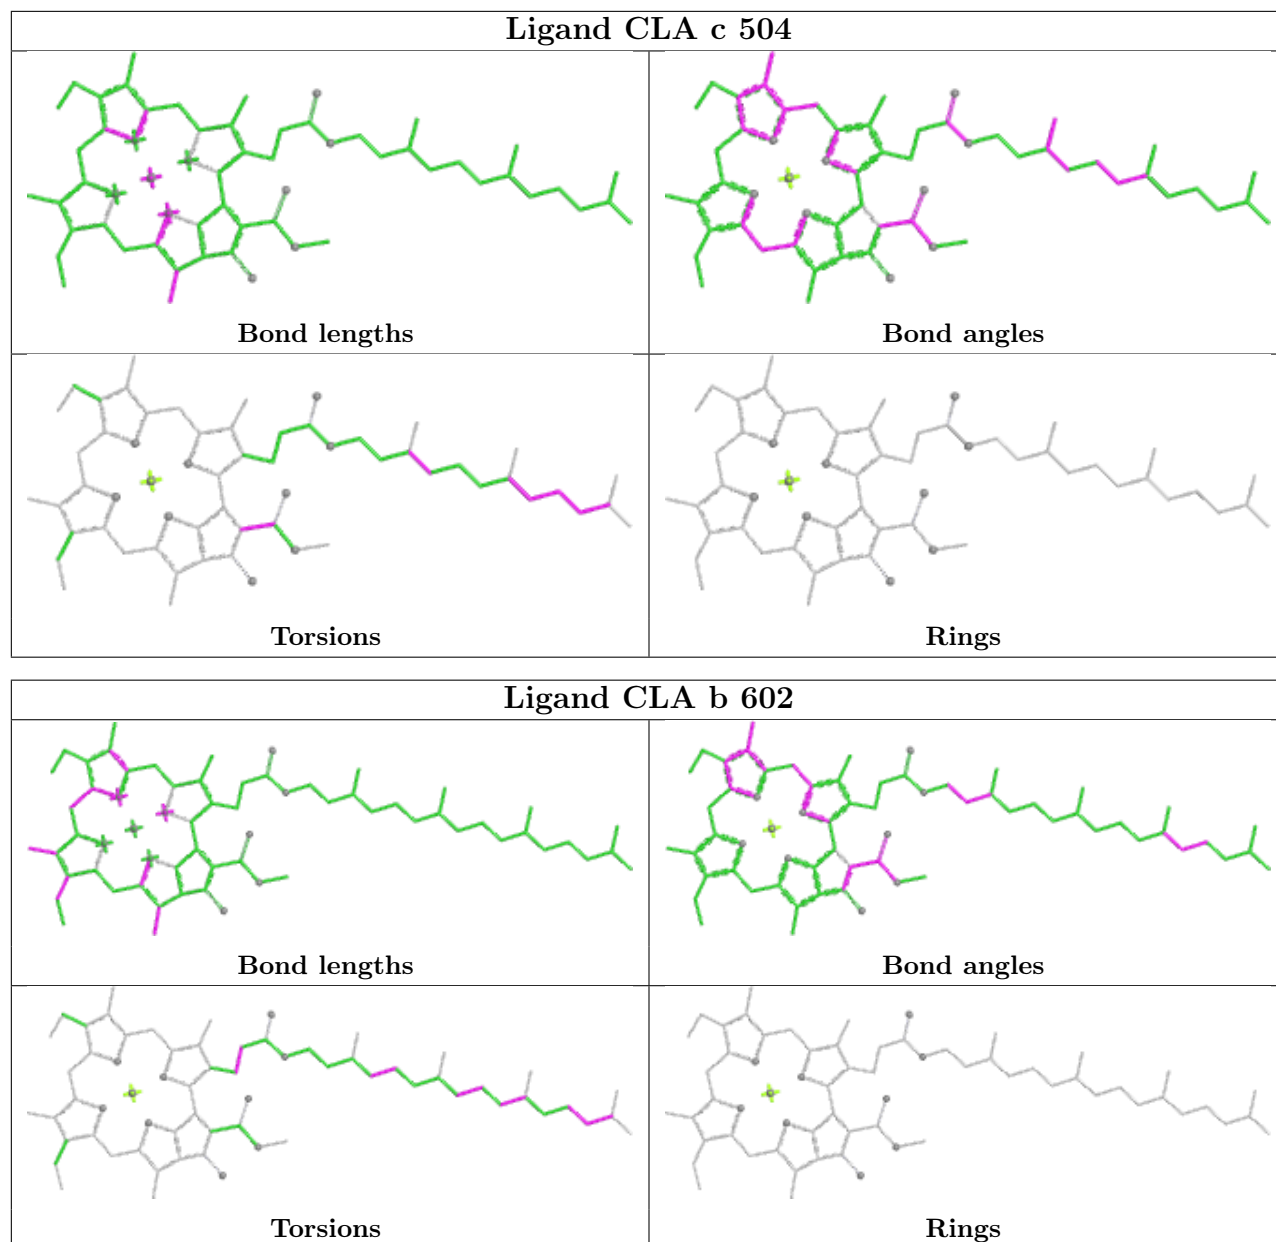 Ligand CLA c 504
Bond lengths
Bond angles
Torsions
Rings
Ligand CLA b 602
Bond lengths
Bond angles
Torsions
Rings